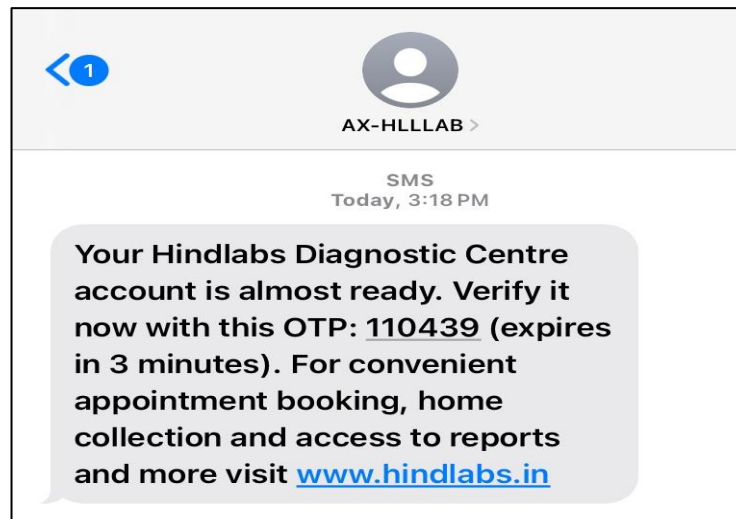 1
AX-HLLLAB >
SMS
Today, 3:18 PM
Your Hindlabs Diagnostic Centre
account is almost ready. Verify it
now with this OTP: 110439 (expires
in 3 minutes). For convenient
appointment booking, home
collection and access to reports
and more visit www.hindlabs.in